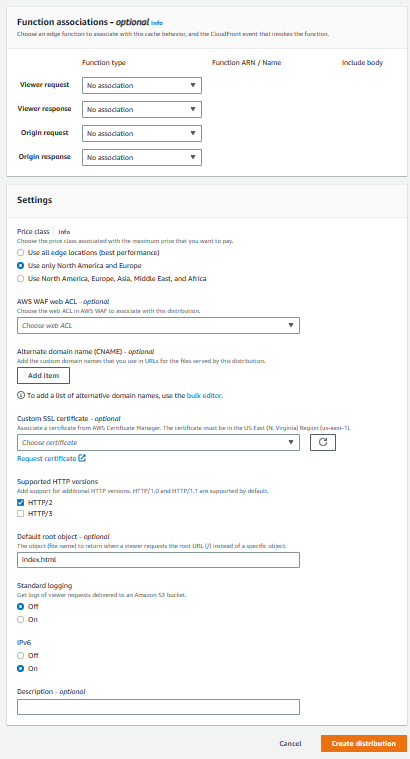 Function associations - optional Info
Choose an edge function to associate with this cache behavior, and the CloudFront event that invokes the function.
Function type Function ARN / Name Include body
Viewer request No association
Viewer response No association
Origin request No association
Origin response No association
Settings
Price class Info
Choose the price class associated with the maximum price that you want to pay.
Use all edge locations (best performance)
Use only North America and Europe
Use North America, Europe, Asia, Middle East, and Africa
AWS WAF web ACL - optional
Choose the web ACL in AWS WAF to associate with this distribution.
Choose web ACL
Alternate domain name (CNAME) - optional
Add the custom domain names that you use in URLs for the files served by this distribution.
Add item
To add a list of alternative domain names, use the bulk editor.
Custom SSL certificate - optional
Associate a certificate from AWS Certificate Manager. The certificate must be in the US East (N. Virginia) Region (us-east-1).
Choose certificate
Request certificate
Supported HTTP versions
Add support for additional HTTP versions. HTTP/1.0 and HTTP/1.1 are supported by default.
HTTP/2
HTTP/3
Default root object - optional
The object (file name) to return when a viewer requests the root URL (/) instead of a specific object.
index.html
Standard logging
Get logs of viewer requests delivered to an Amazon S3 bucket.
Off
On
IPv6
Off
On
Description - optional
Cancel Create distribution